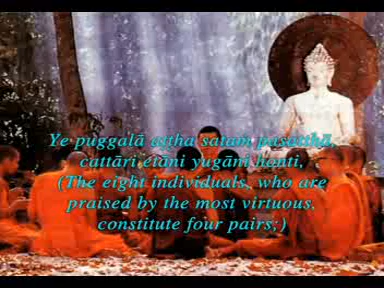 Ye puggalā aṭṭha sataṁ pasatthā,
cattāri etāni yugāni honti,
(The eight individuals, who are
praised by the most virtuous,
constitute four pairs;)